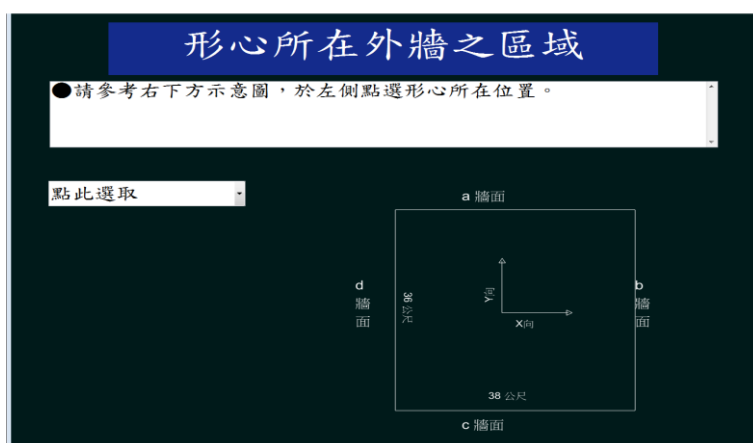 形心所在外牆之區域
●請參考右下方示意圖，於左側點選形心所在位置。
點此選取
a 牆面
d 牆面
36 公尺
Y向
X向
b 牆面
38 公尺
c 牆面